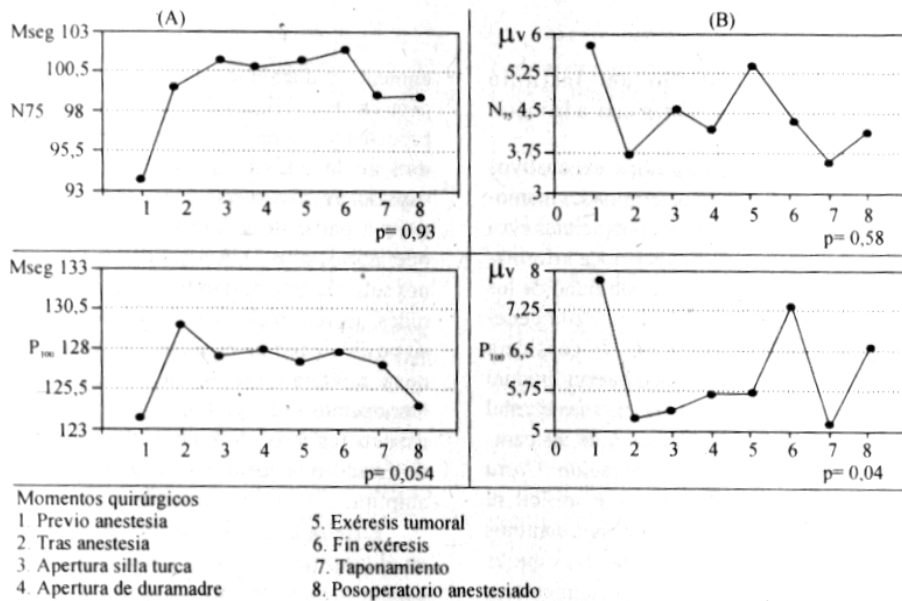 (A)
Mseg 103
100,5
N75 98
95,5
93
1 2 3 4 5 6 7 8
p= 0,93
(B)
μv 6
5,25
N₇₅ 4,5
3,75
3
0 1 2 3 4 5 6 7 8
p= 0,58
Mseg 133
130,5
P₁₀₀ 128
125,5
123
1 2 3 4 5 6 7 8
p= 0,054
μv 8
7,25
P₁₀₀ 6,5
5,75
5
0 1 2 3 4 5 6 7 8
p= 0.04
Momentos quirúrgicos
1. Previo anestesia
2. Tras anestesia
3. Apertura silla turca
4. Apertura de duramadre
5. Exéresis tumoral
6. Fin exéresis
7. Taponamiento
8. Posoperatorio anestesiado